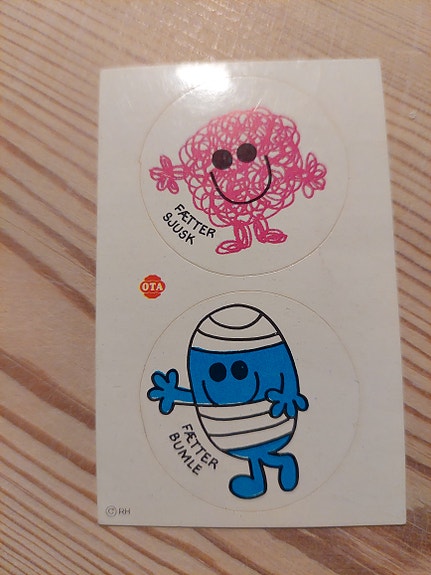 FÆTTER
SJUSK
OTA
FÆTTER
BUMLE
© RH